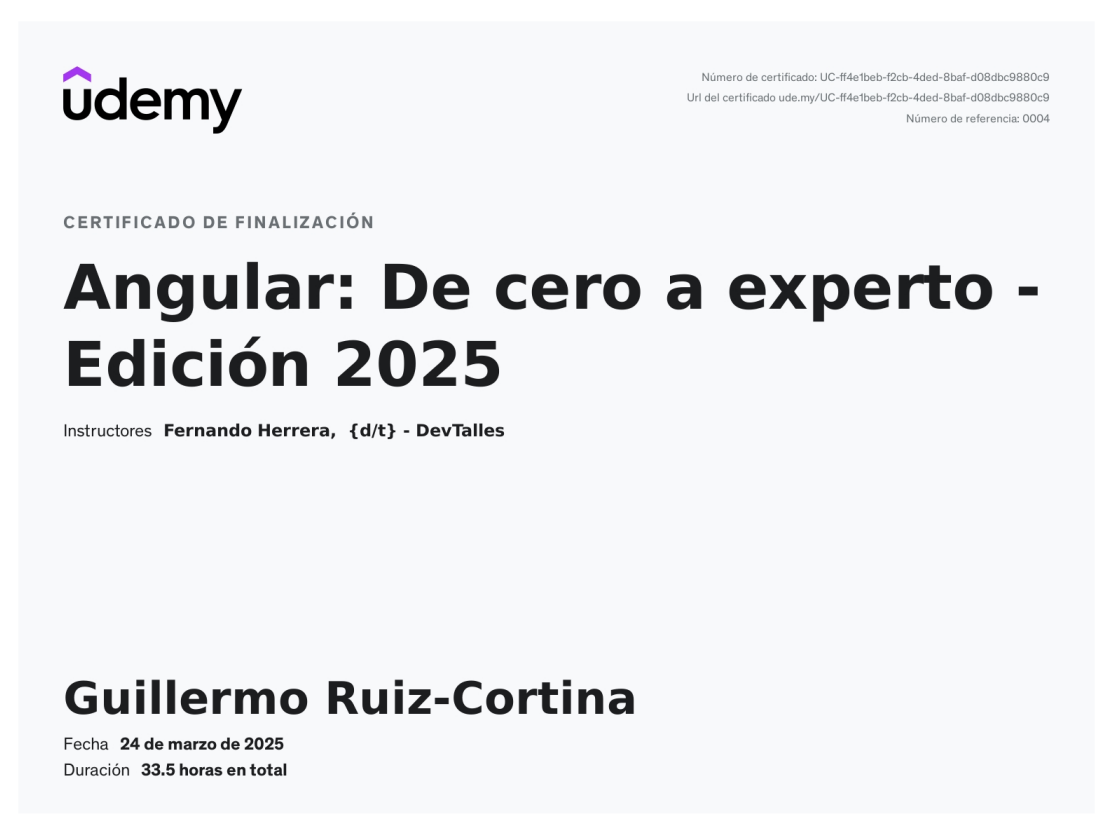 udemy
Número de certificado: UC-ff4e1beb-f2cb-4ded-8baf-d08dbc9880c9
Url del certificado ude.my/UC-ff4e1beb-f2cb-4ded-8baf-d08dbc9880c9
Número de referencia: 0004
CERTIFICADO DE FINALIZACIÓN
Angular: De cero a experto -
Edición 2025
Instructores Fernando Herrera, {d/t} - DevTalles
Guillermo Ruiz-Cortina
Fecha 24 de marzo de 2025
Duración 33.5 horas en total